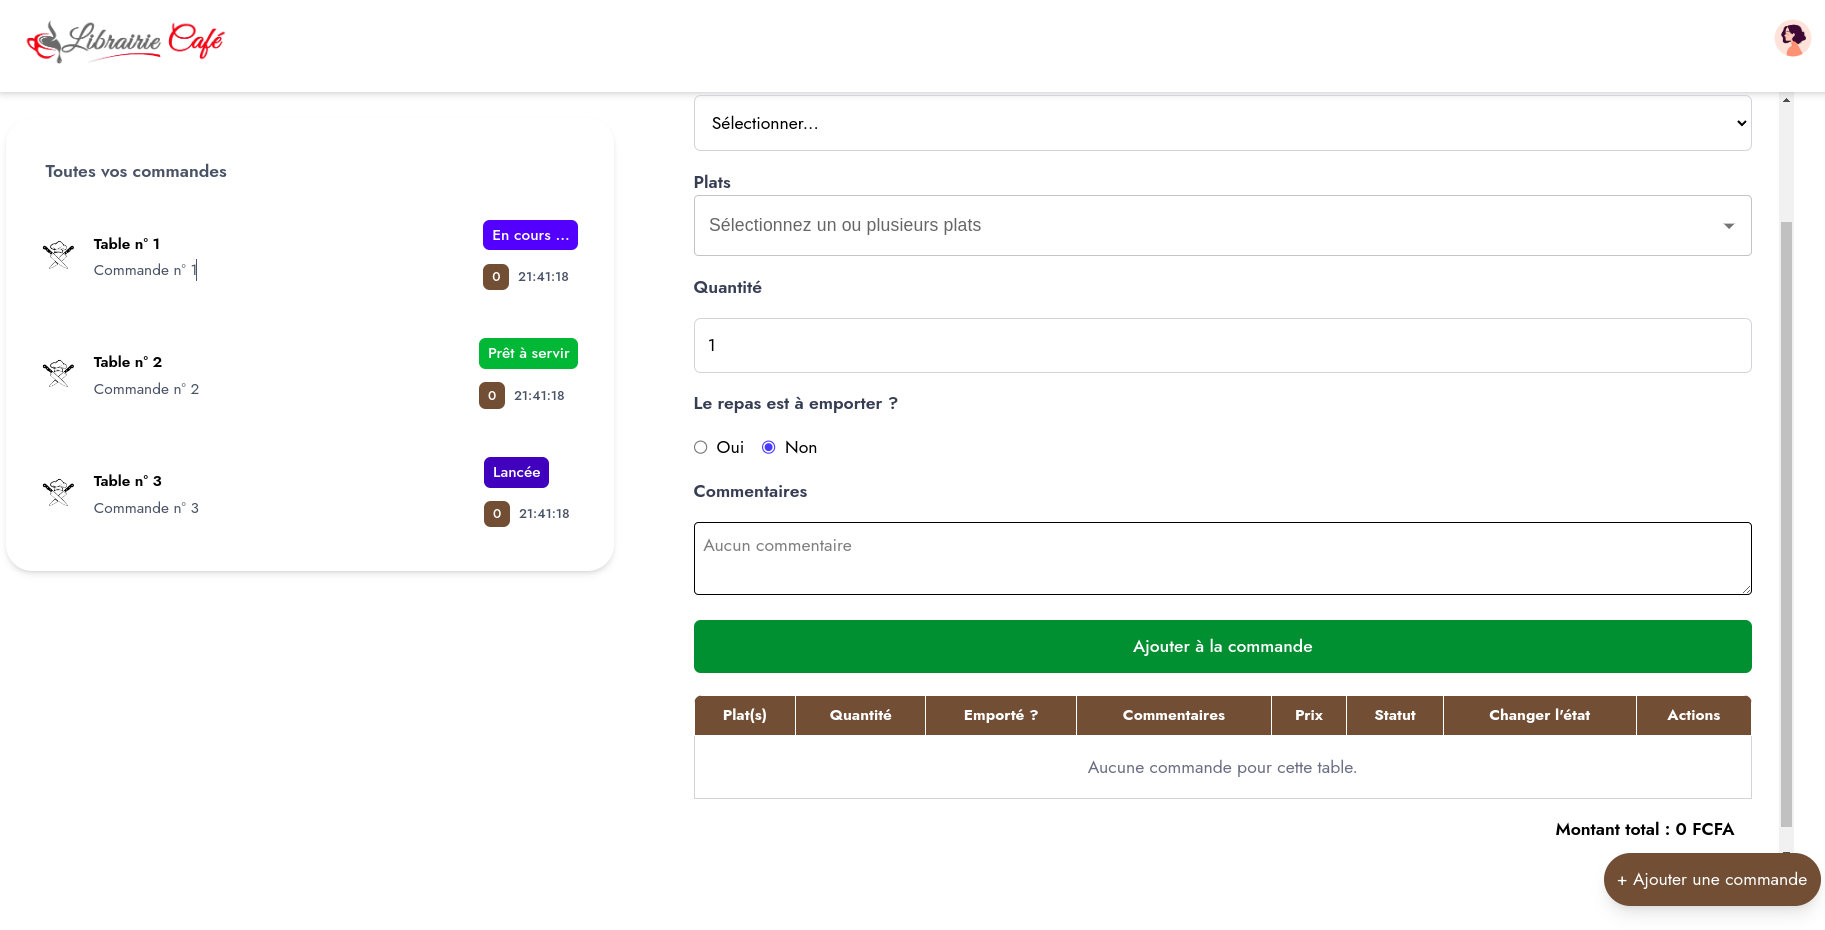 Librairie Café
Toutes vos commandes
Table n° 1
Commande n° 1
En cours ...
0 21:41:18
Table n° 2
Commande n° 2
Prêt à servir
0 21:41:18
Table n° 3
Commande n° 3
Lancée
0 21:41:18
Sélectionner...
Plats
Sélectionnez un ou plusieurs plats
Quantité
1
Le repas est à emporter ?
Oui Non
Commentaires
Aucun commentaire
Ajouter à la commande
Plat(s) Quantité Emporté ? Commentaires Prix Statut Changer l'état Actions
Aucune commande pour cette table.
Montant total : 0 FCFA
+ Ajouter une commande